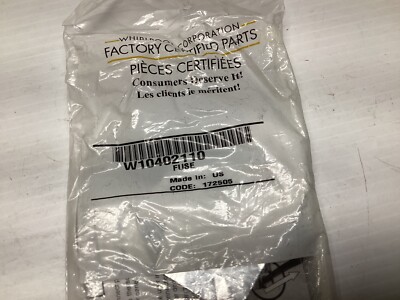 WHIRLPOOL CORPORATION
FACTORY CERTIFIED PARTS
PIÈCES CERTIFIÉES
Consumers Deserve It!
Les clients le méritent!
W10402110
FUSE
Made in: US
CODE: 172505